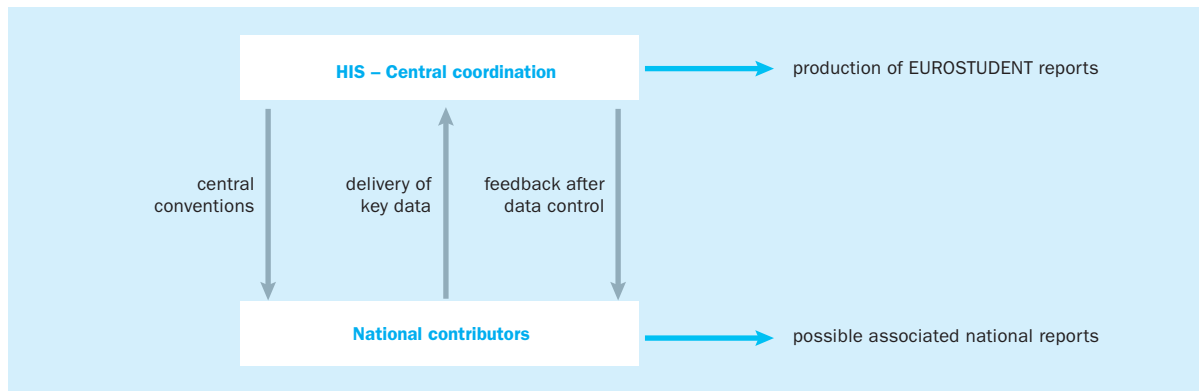 HIS – Central coordination
production of EUROSTUDENT reports
central
conventions
delivery of
key data
feedback after
data control
National contributors
possible associated national reports